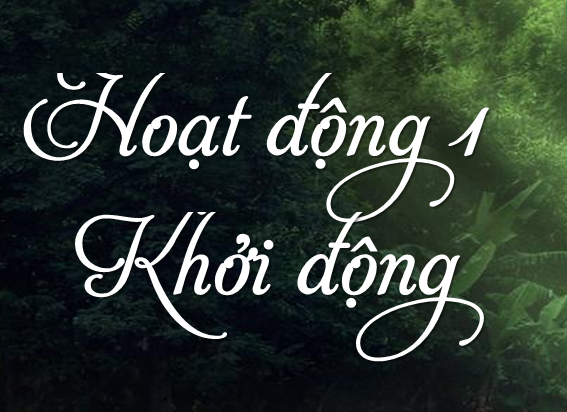 Hoạt động 1
Khởi động